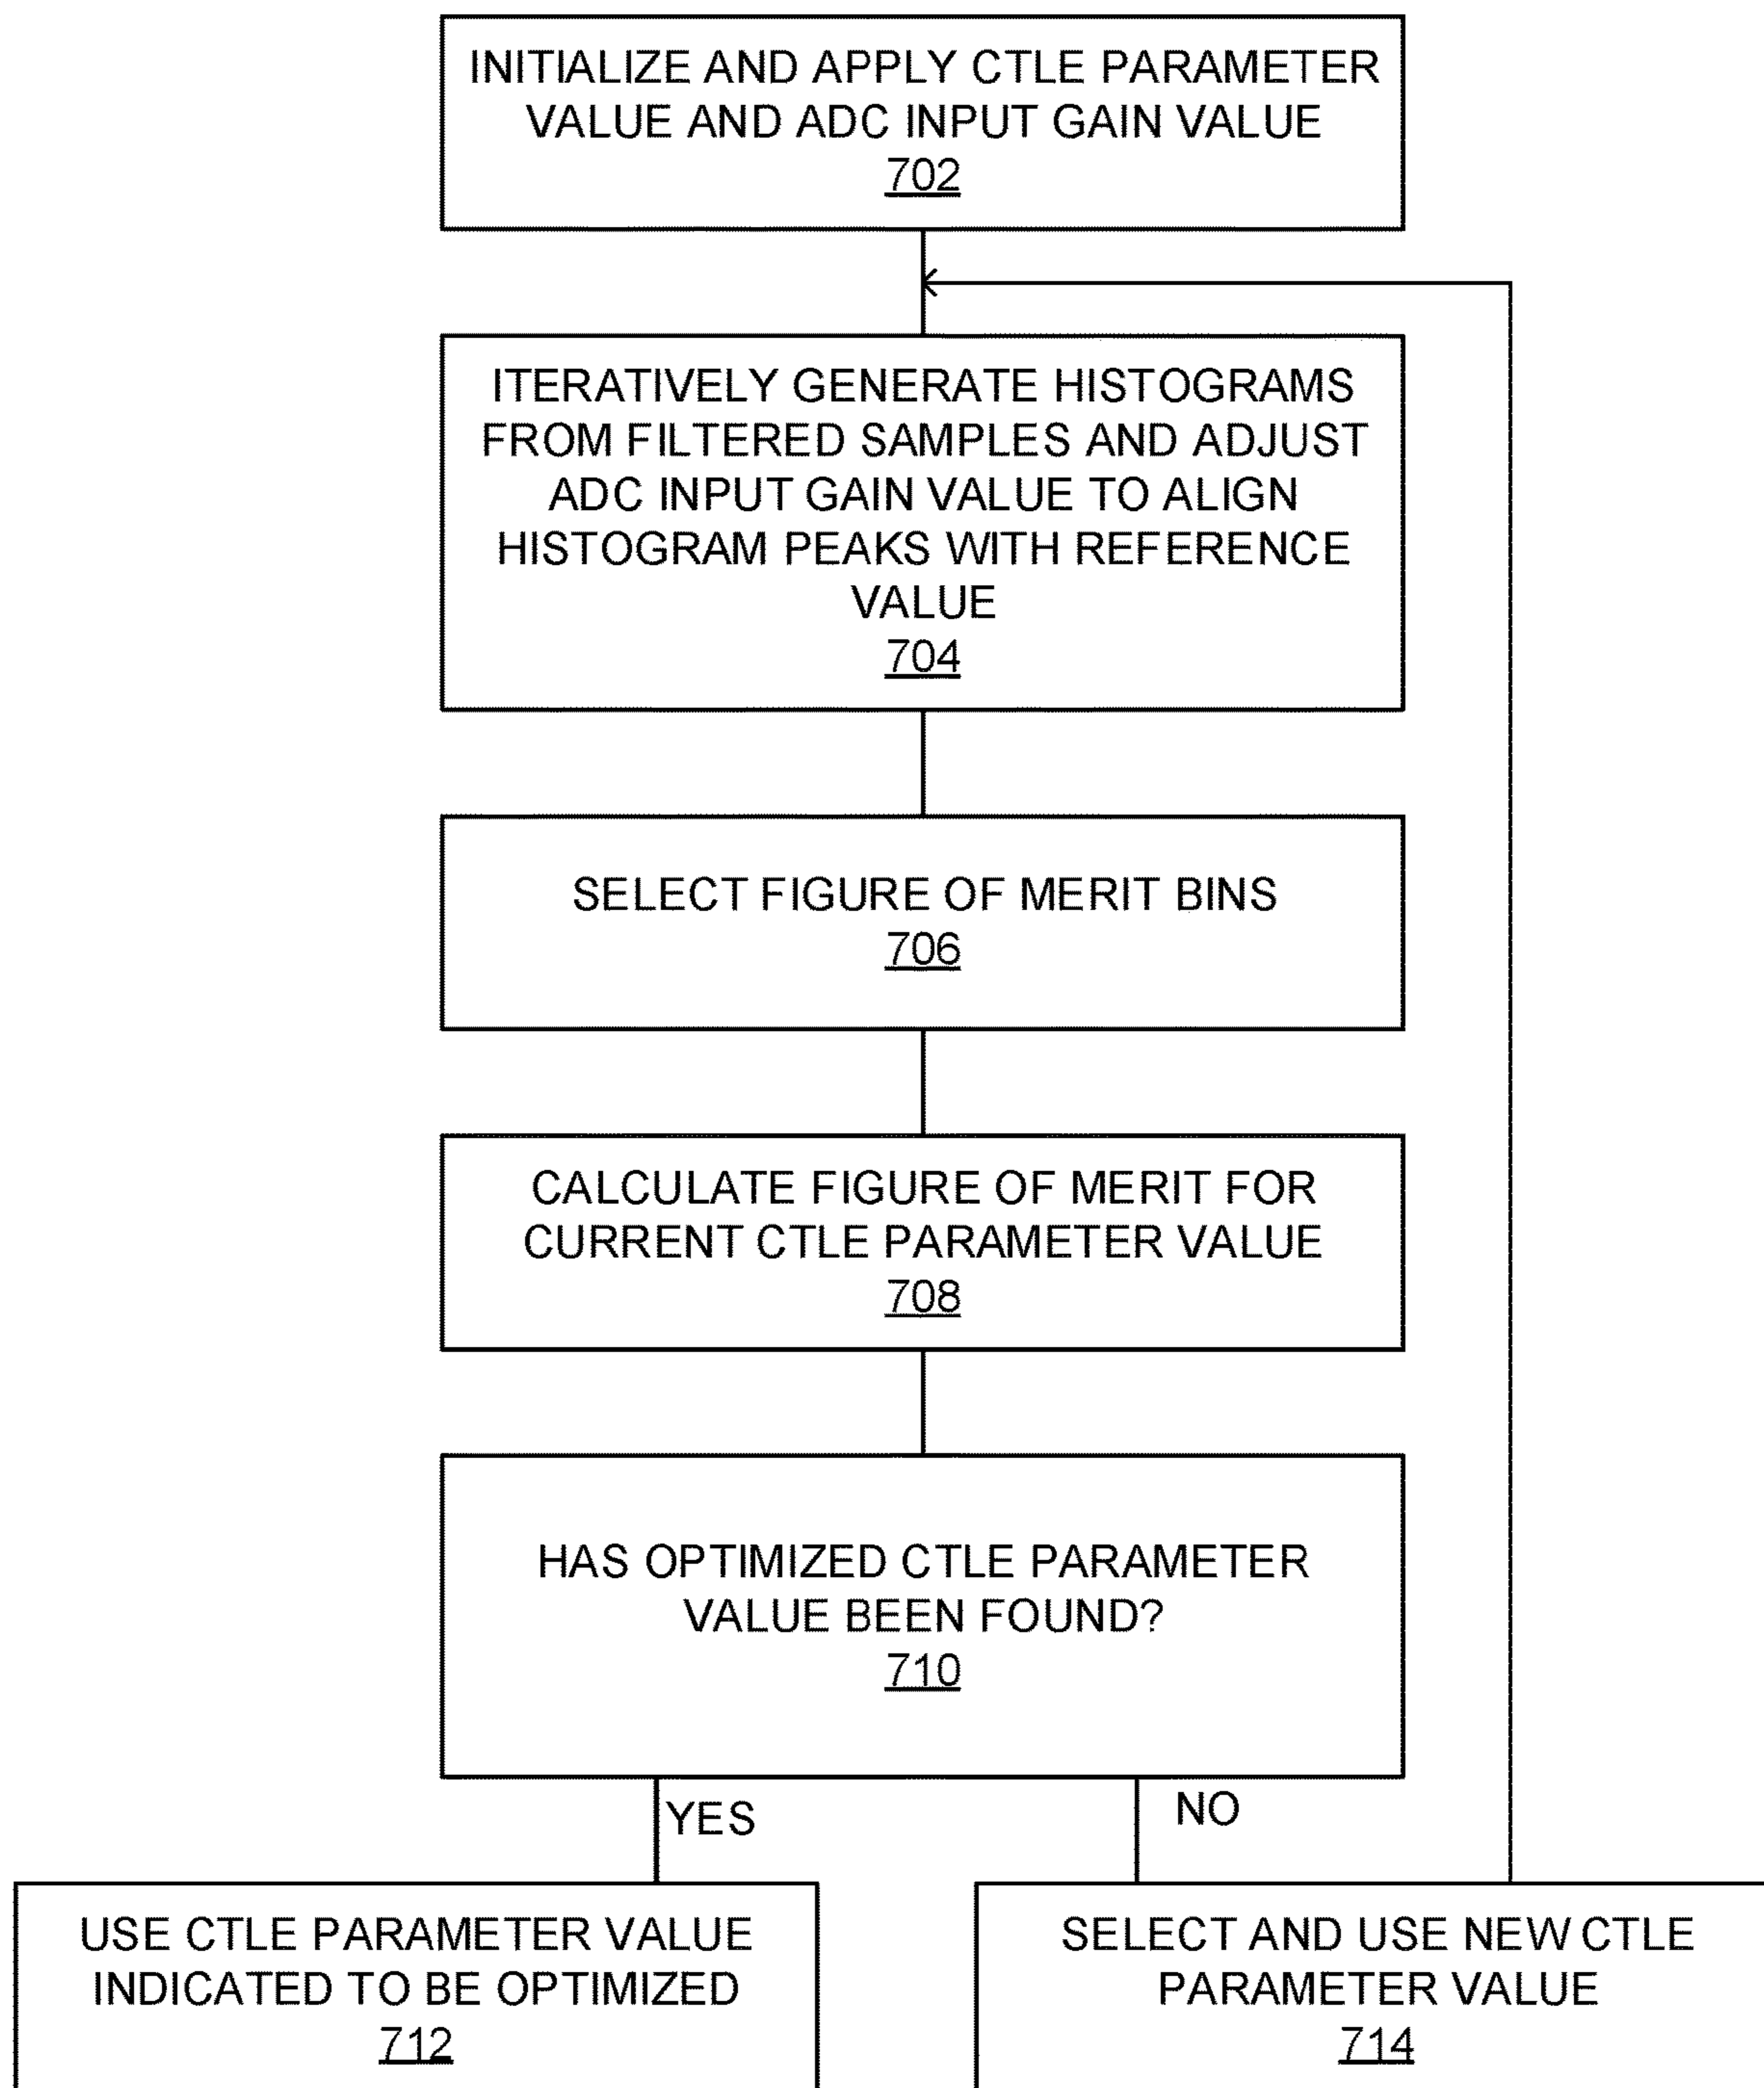 INITIALIZE AND APPLY CTLE PARAMETER
VALUE AND ADC INPUT GAIN VALUE
702
ITERATIVELY GENERATE HISTOGRAMS
FROM FILTERED SAMPLES AND ADJUST
ADC INPUT GAIN VALUE TO ALIGN
HISTOGRAM PEAKS WITH REFERENCE
VALUE
704
SELECT FIGURE OF MERIT BINS
706
CALCULATE FIGURE OF MERIT FOR
CURRENT CTLE PARAMETER VALUE
708
HAS OPTIMIZED CTLE PARAMETER
VALUE BEEN FOUND?
710
YES
NO
USE CTLE PARAMETER VALUE
INDICATED TO BE OPTIMIZED
712
SELECT AND USE NEW CTLE
PARAMETER VALUE
714